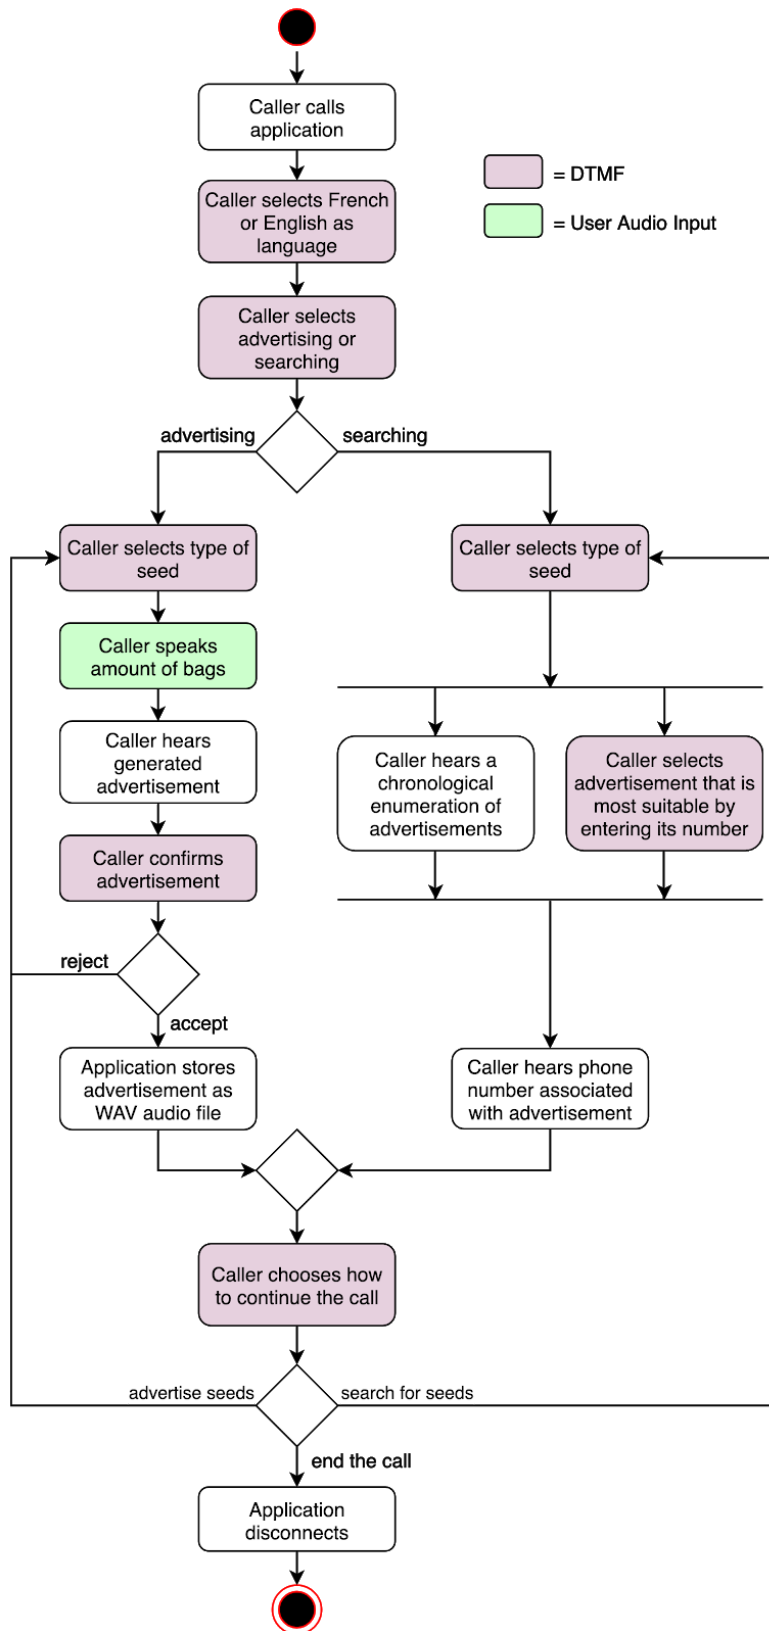 Caller calls
application
= DTMF
Caller selects French
or English as
language
= User Audio Input
Caller selects
advertising or
searching
advertising
searching
Caller selects type of
seed
Caller selects type of
seed
Caller speaks
amount of bags
Caller hears
generated
advertisement
Caller hears a
chronological
enumeration of
advertisements
Caller selects
advertisement that is
most suitable by
entering its number
Caller confirms
advertisement
reject
accept
Application stores
advertisement as
WAV audio file
Caller hears phone
number associated
with advertisement
Caller chooses how
to continue the call
advertise seeds
search for seeds
end the call
Application
disconnects